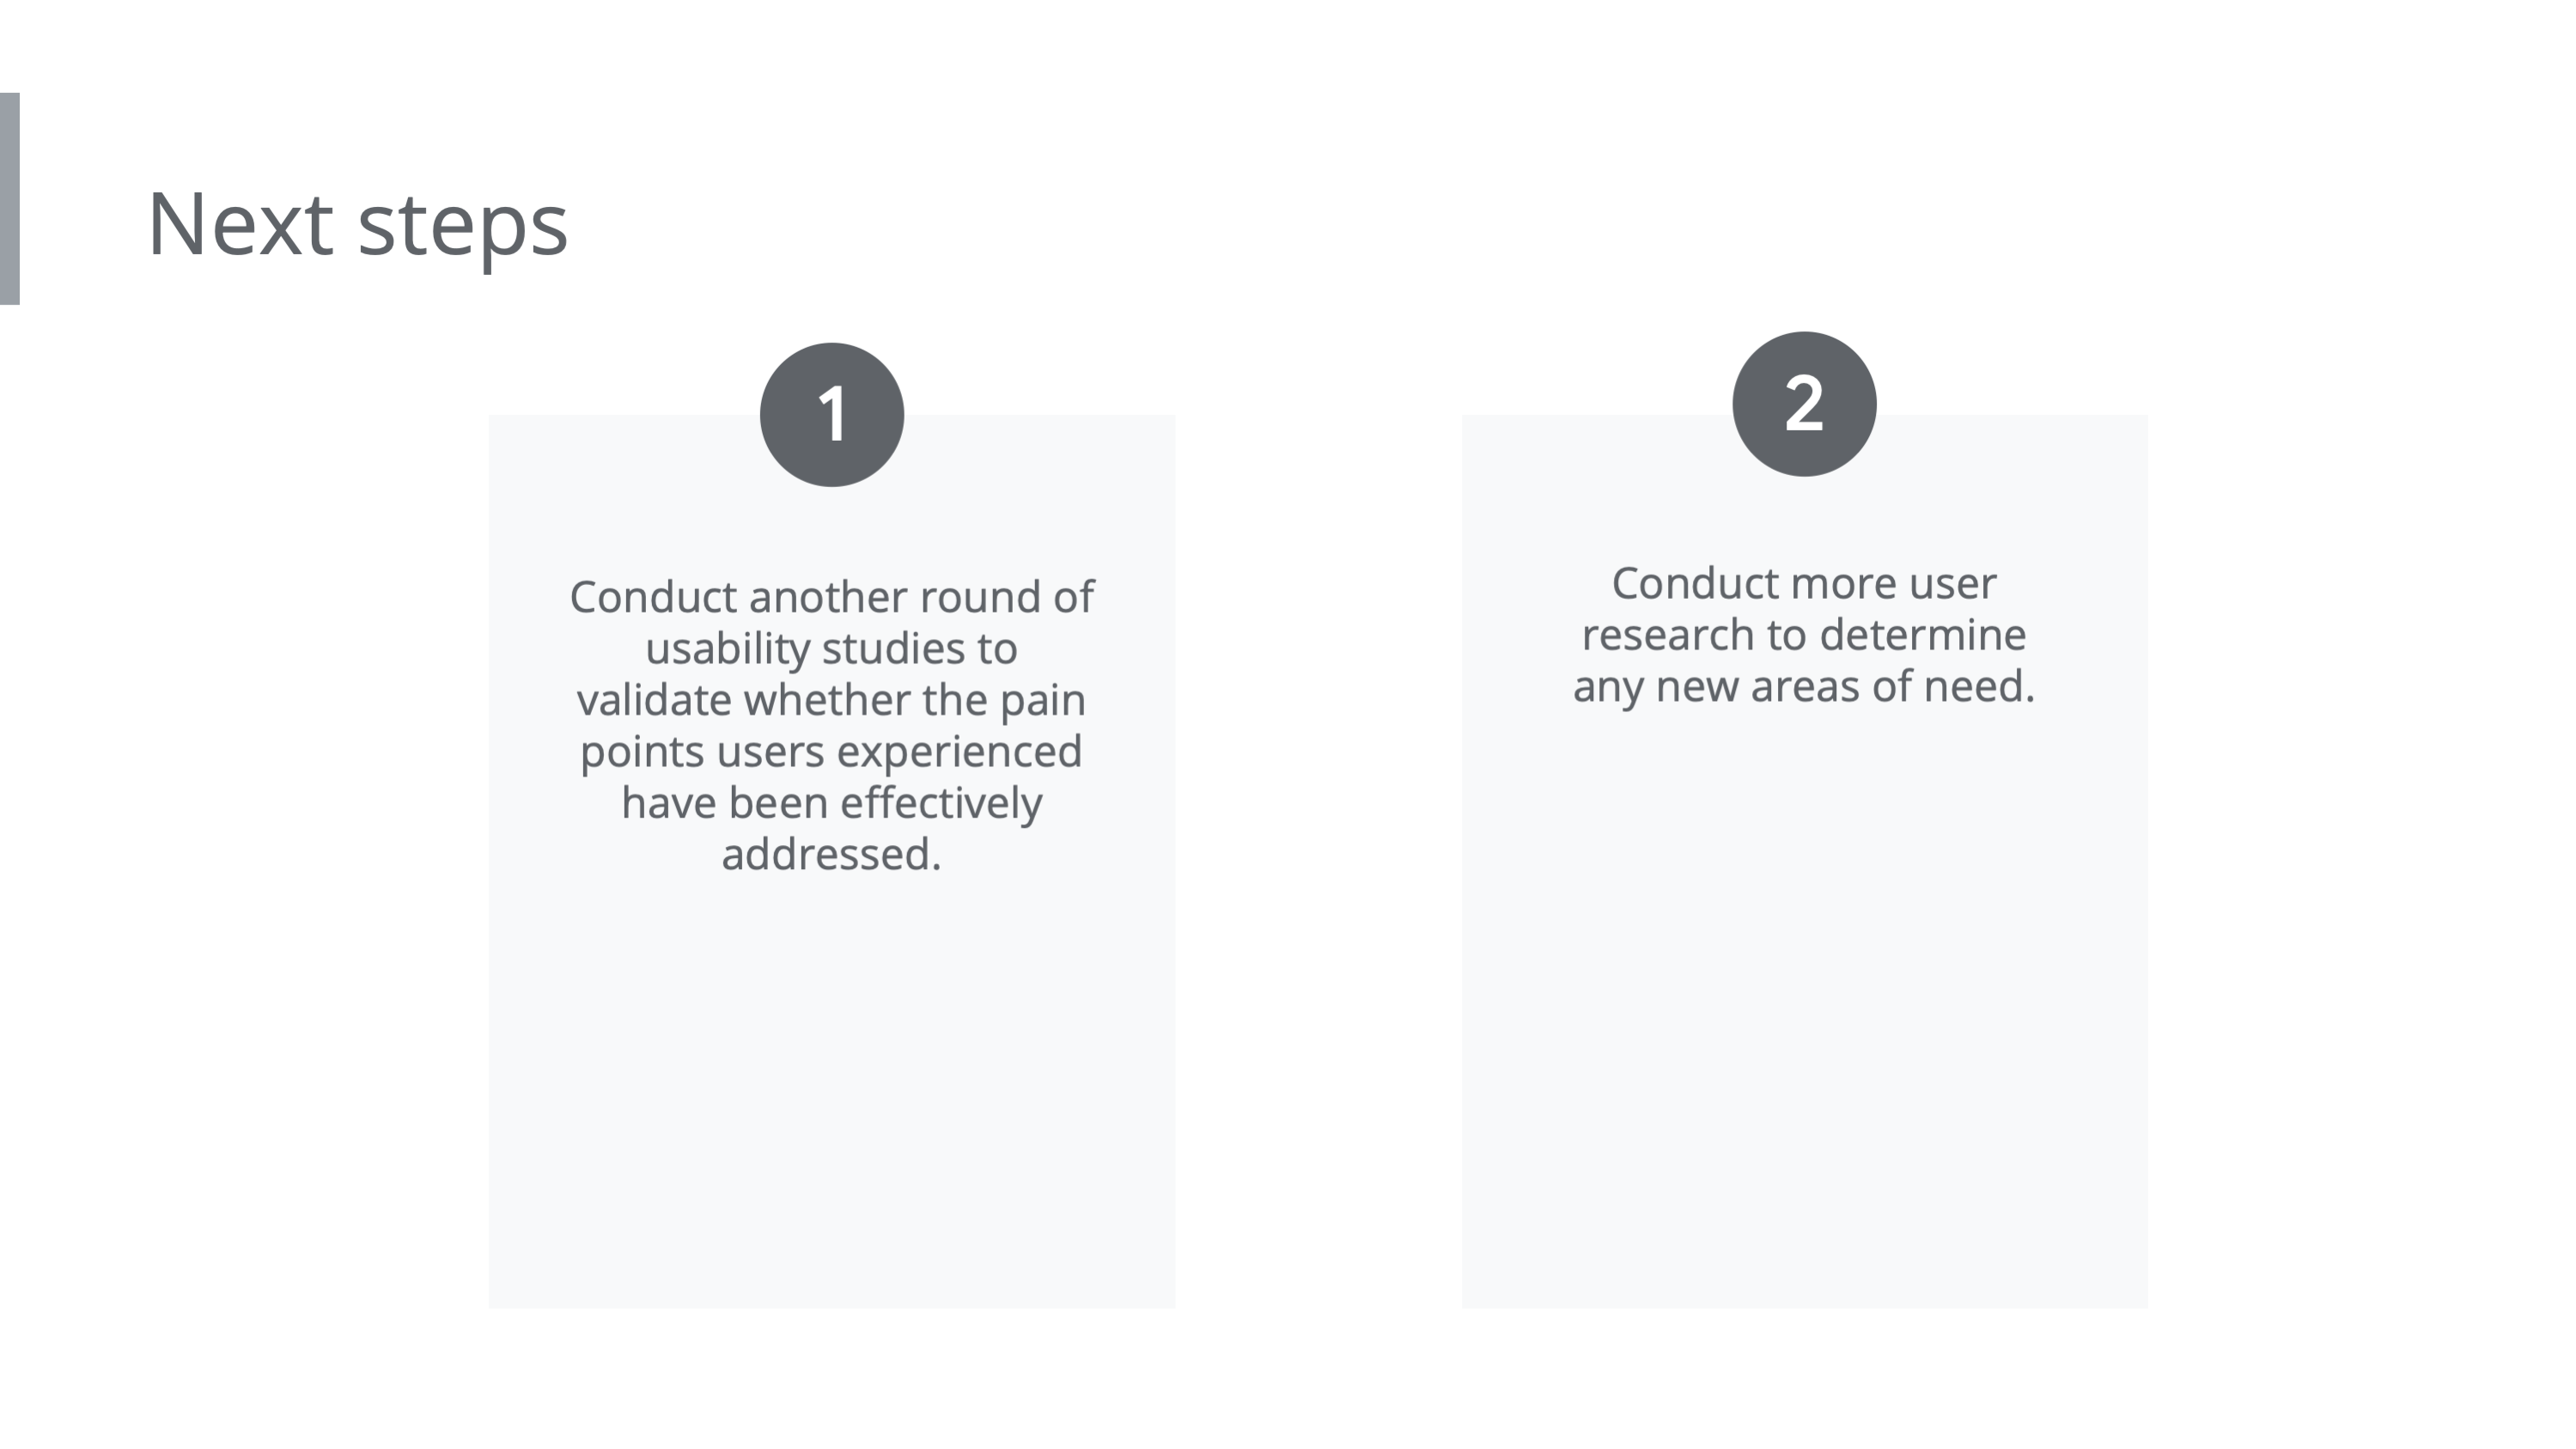 Next steps
1
Conduct another round of
usability studies to
validate whether the pain
points users experienced
have been effectively
addressed.
2
Conduct more user
research to determine
any new areas of need.